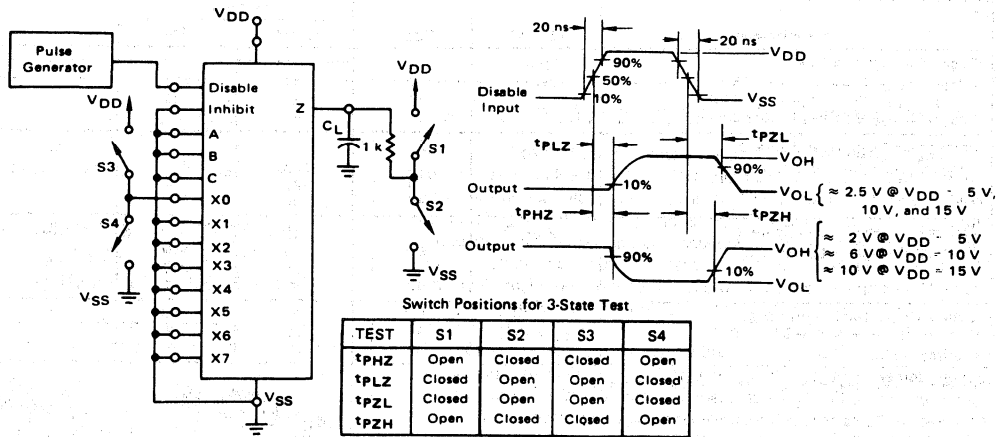 Pulse
Generator
VDD
VDD
Disable
Inhibit
A
B
C
X0
X1
X2
X3
X4
X5
X6
X7
Z
S3
S4
VSS
VSS
CL
1 k
VDD
S1
S2
VSS
20 ns
20 ns
VDD
90%
50%
10%
Disable
Input
VSS
tPLZ
tPZL
VOH
90%
Output
10%
VOL { ≈ 2.5 V @ VDD - 5 V,
10 V, and 15 V
tPHZ
tPZH
Output
90%
10%
VOH
VOL
≈ 2 V @ VDD - 5 V
≈ 6 V @ VDD - 10 V
≈ 10 V @ VDD - 15 V
Switch Positions for 3-State Test
TEST S1 S2 S3 S4
tPHZ Open Closed Closed Open
tPLZ Closed Open Open Closed
tPZL Closed Open Open Closed
tPZH Open Closed Closed Open